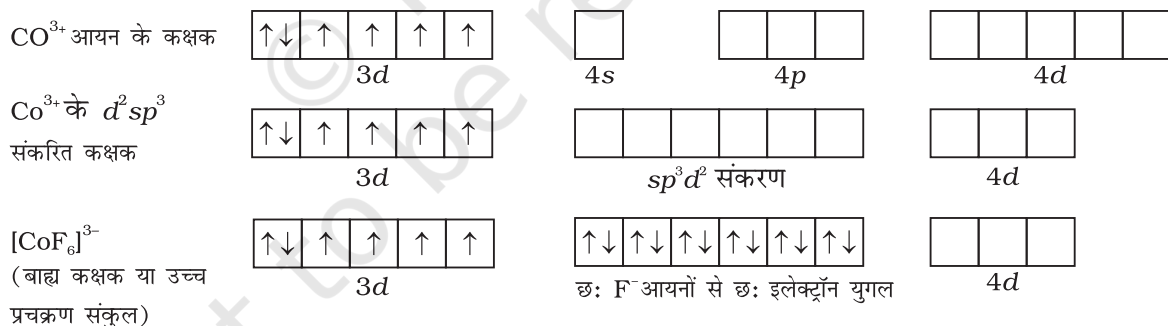 CO³⁺ आयन के कक्षक ↑↓ ↑ ↑ ↑ ↑
3d 4s 4p 4d
Co³⁺ के d²sp³
संकरित कक्षक ↑↓ ↑ ↑ ↑ ↑
3d sp³d² संकरण 4d
[CoF₆]³⁻ ↑↓ ↑ ↑ ↑ ↑ ↑↓ ↑↓ ↑↓ ↑↓ ↑↓ ↑↓
(बाह्य कक्षक या उच्च
प्रचक्रण संकुल)
3d छः F⁻आयनों से छः इलेक्ट्रॉन युगल 4d